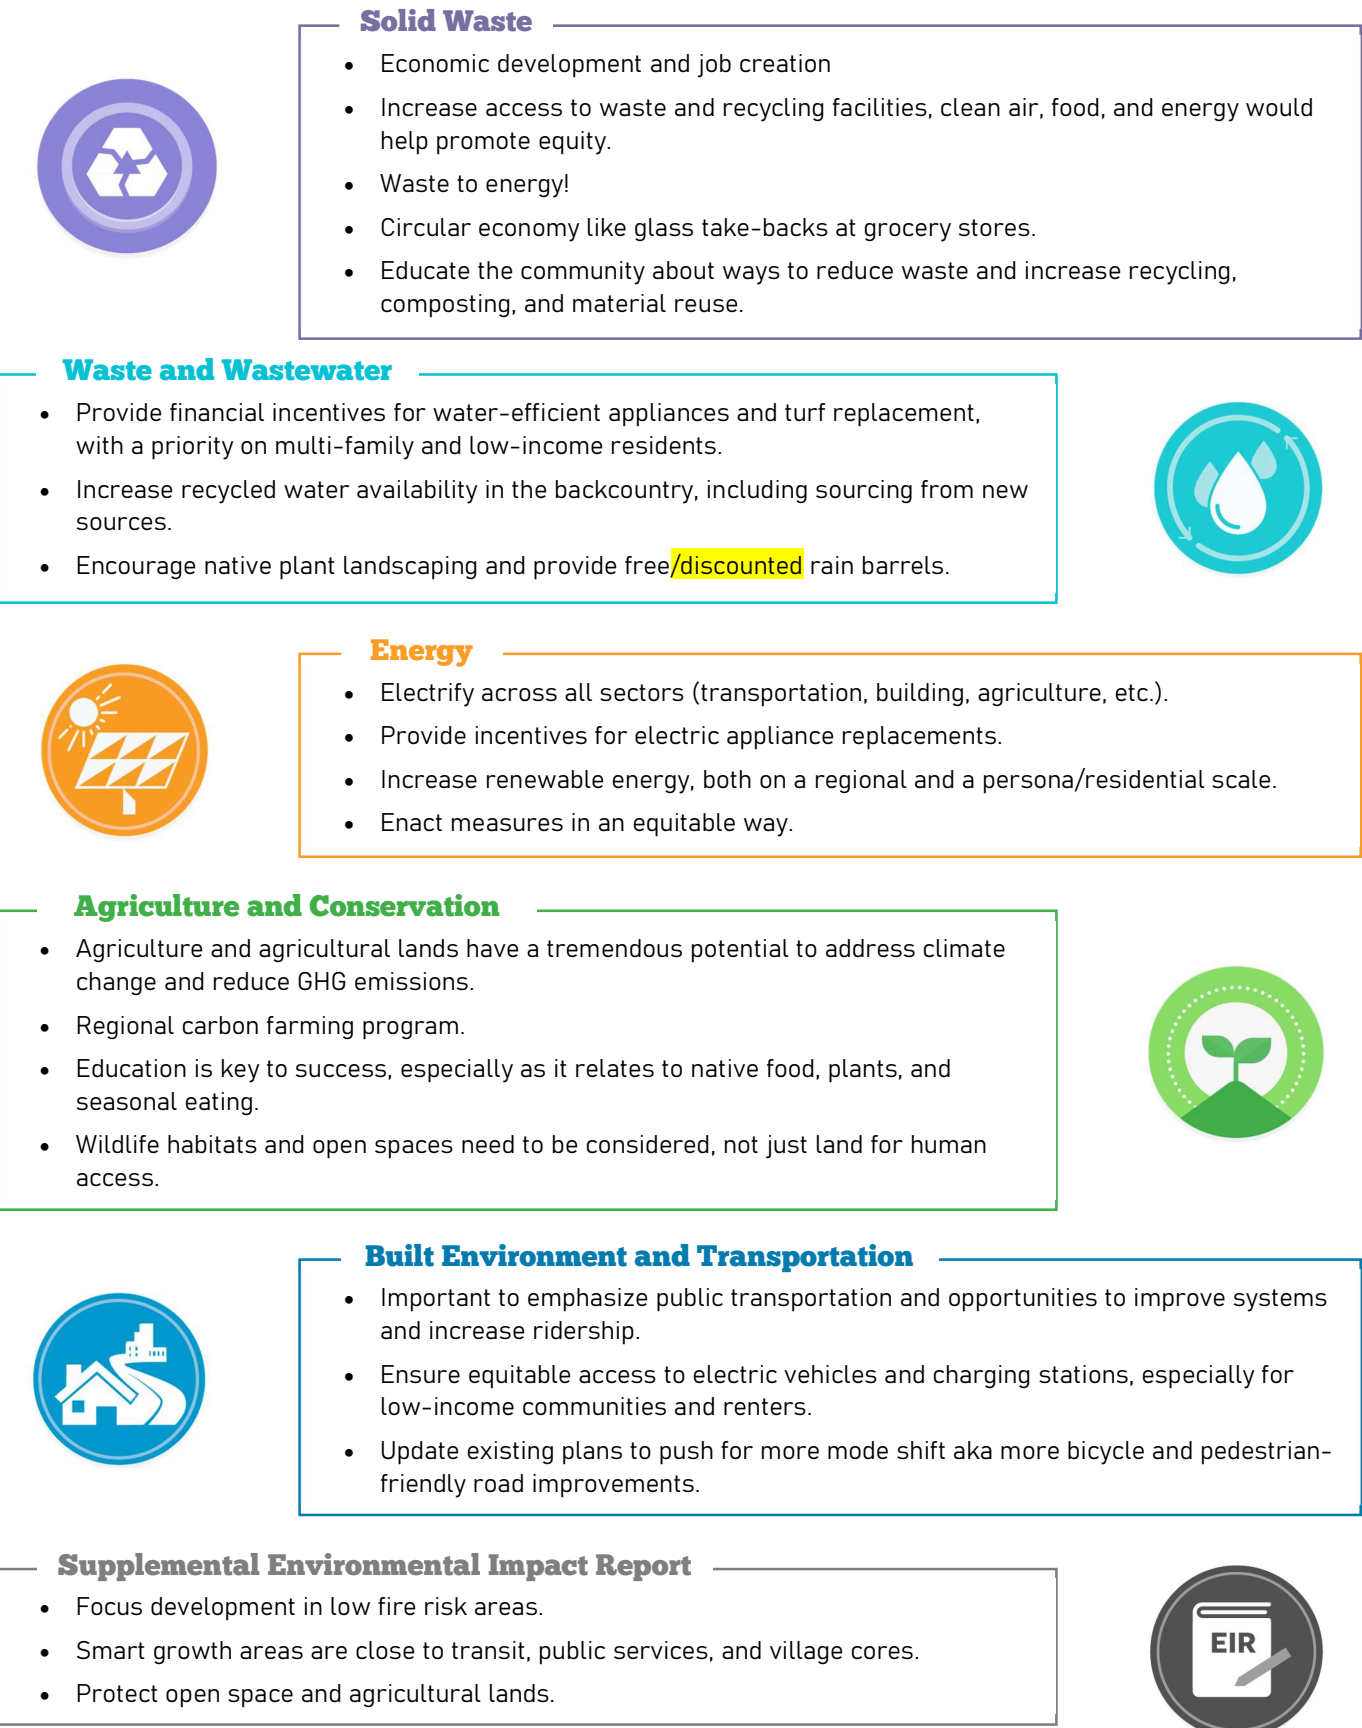 Solid Waste
• Economic development and job creation
• Increase access to waste and recycling facilities, clean air, food, and energy would
help promote equity.
• Waste to energy!
• Circular economy like glass take-backs at grocery stores.
• Educate the community about ways to reduce waste and increase recycling,
composting, and material reuse.
Waste and Wastewater
• Provide financial incentives for water-efficient appliances and turf replacement,
with a priority on multi-family and low-income residents.
• Increase recycled water availability in the backcountry, including sourcing from new
sources.
• Encourage native plant landscaping and provide free/discounted rain barrels.
Energy
• Electrify across all sectors (transportation, building, agriculture, etc.).
• Provide incentives for electric appliance replacements.
• Increase renewable energy, both on a regional and a persona/residential scale.
• Enact measures in an equitable way.
Agriculture and Conservation
• Agriculture and agricultural lands have a tremendous potential to address climate
change and reduce GHG emissions.
• Regional carbon farming program.
• Education is key to success, especially as it relates to native food, plants, and
seasonal eating.
• Wildlife habitats and open spaces need to be considered, not just land for human
access.
Built Environment and Transportation
• Important to emphasize public transportation and opportunities to improve systems
and increase ridership.
• Ensure equitable access to electric vehicles and charging stations, especially for
low-income communities and renters.
• Update existing plans to push for more mode shift aka more bicycle and pedestrian-
friendly road improvements.
Supplemental Environmental Impact Report
• Focus development in low fire risk areas.
• Smart growth areas are close to transit, public services, and village cores.
• Protect open space and agricultural lands.
EIR